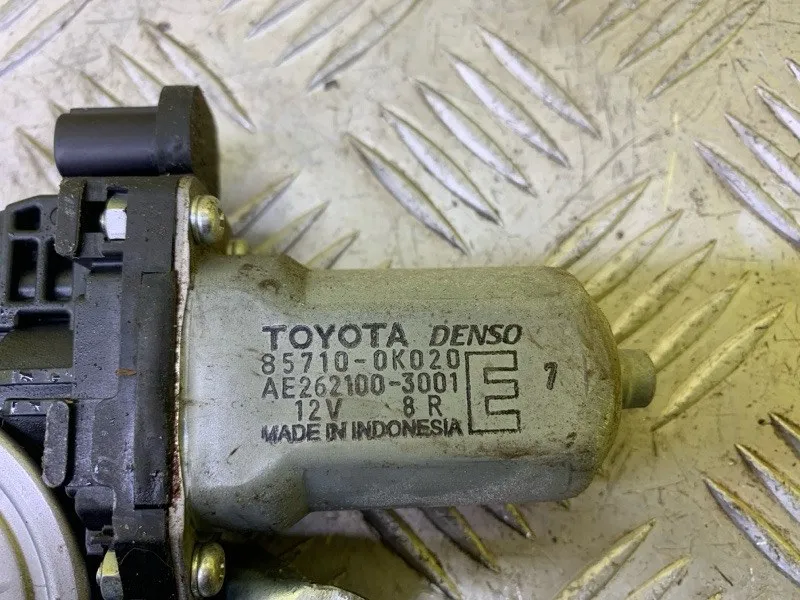 TOYOTA DENSO
85710-0K020
AE262100-3001
12V 8 R
MADE IN INDONESIA
E